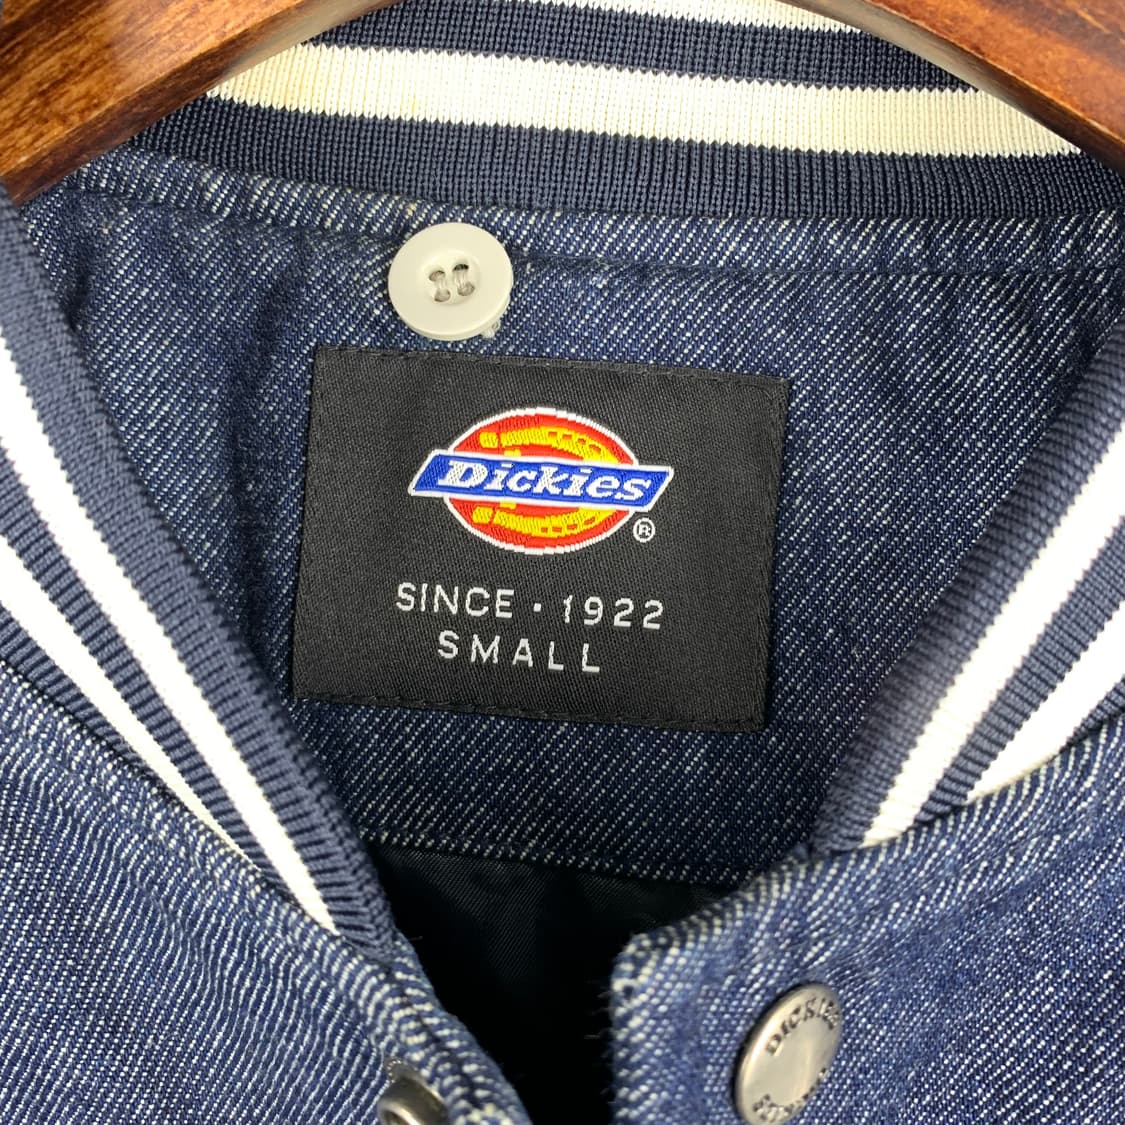 Dickies
®
SINCE · 1922
SMALL
DICKIES